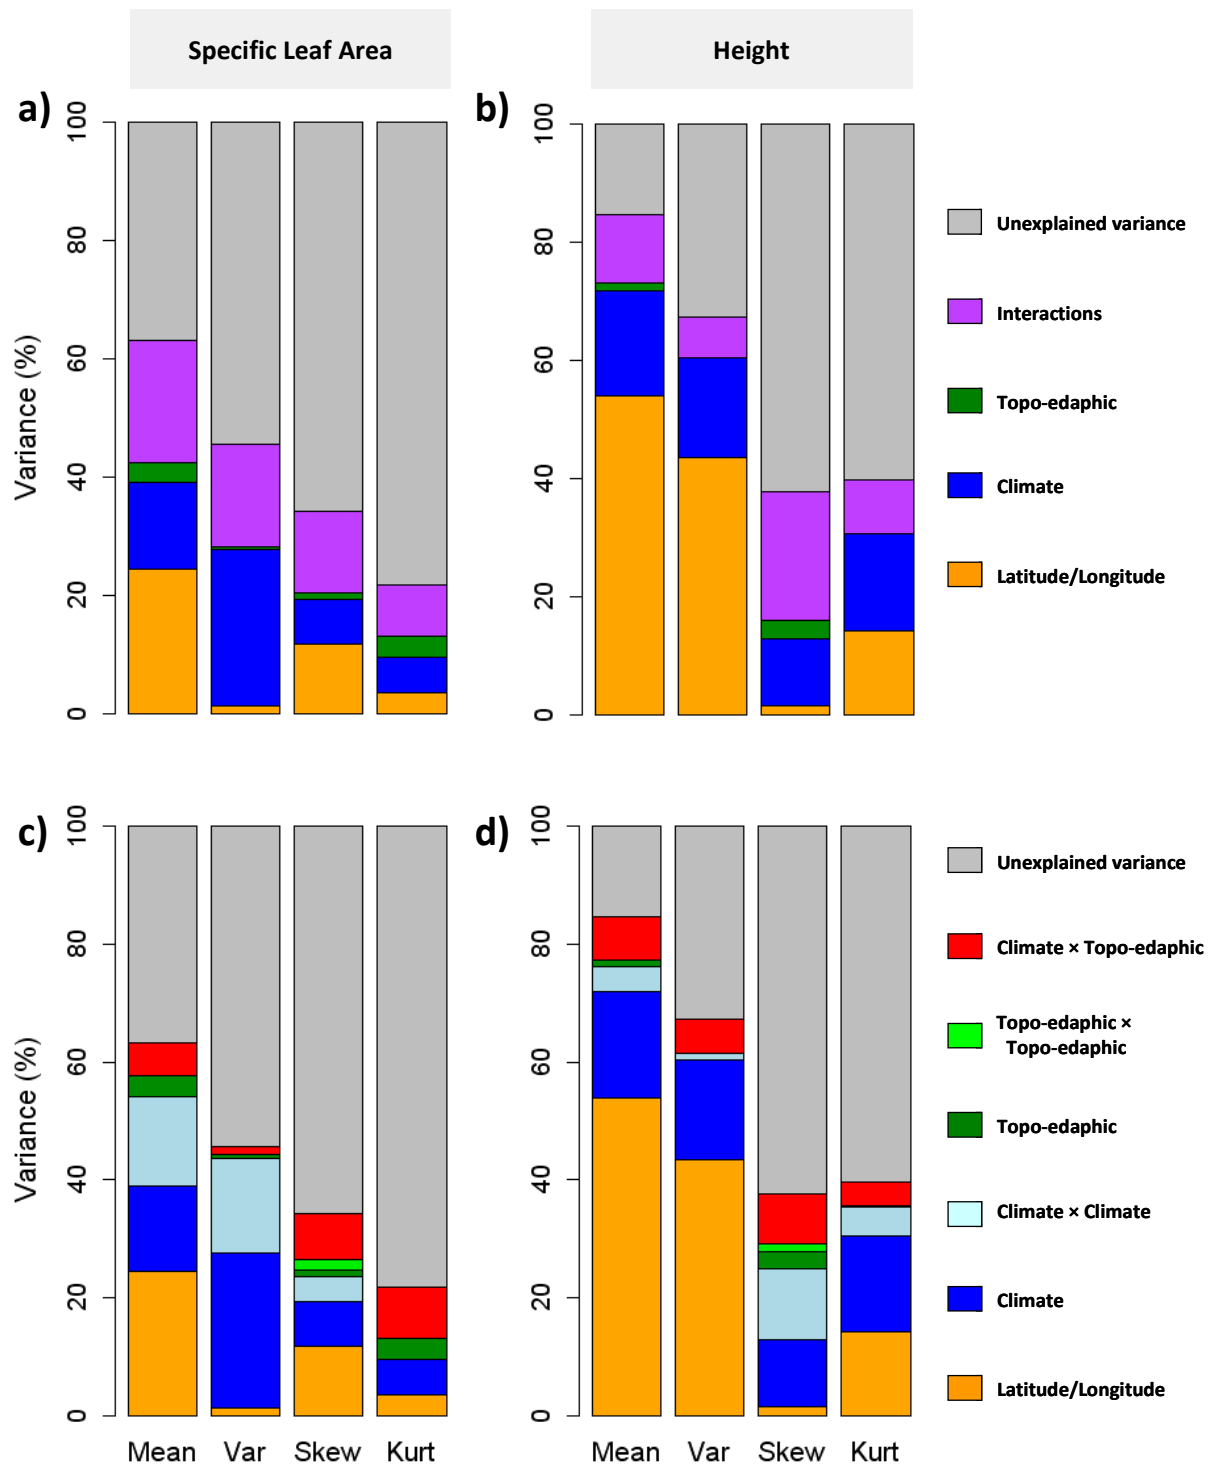 Specific Leaf Area
Height
a)
b)
Variance (%)
0
20
40
60
80
100
0
20
40
60
80
100
Unexplained variance
Interactions
Topo-edaphic
Climate
Latitude/Longitude
c)
d)
Variance (%)
0
20
40
60
80
100
0
20
40
60
80
100
Mean Var Skew Kurt
Mean Var Skew Kurt
Unexplained variance
Climate × Topo-edaphic
Topo-edaphic ×
Topo-edaphic
Topo-edaphic
Climate × Climate
Climate
Latitude/Longitude